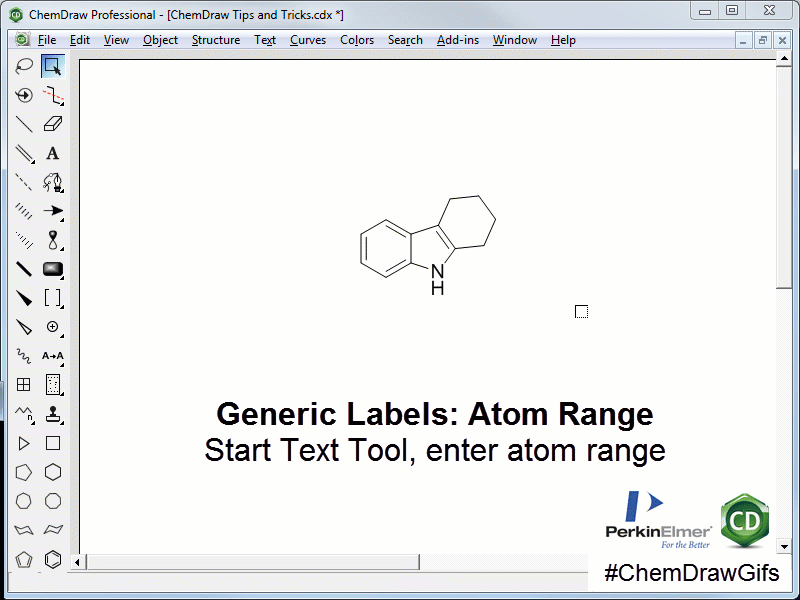 ChemDraw Professional - [ChemDraw Tips and Tricks.cdx *]
File Edit View Object Structure Text Curves Colors Search Add-ins Window Help
A
A→A
n
N
H
Generic Labels: Atom Range
Start Text Tool, enter atom range
PerkinElmer
For the Better
CD
#ChemDrawGifs